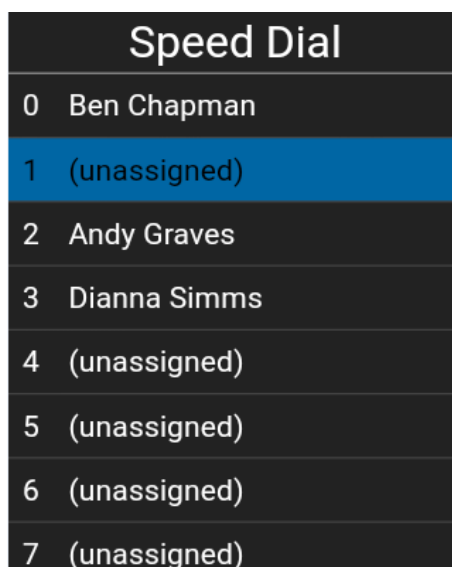 Speed Dial
0 Ben Chapman
1 (unassigned)
2 Andy Graves
3 Dianna Simms
4 (unassigned)
5 (unassigned)
6 (unassigned)
7 (unassigned)